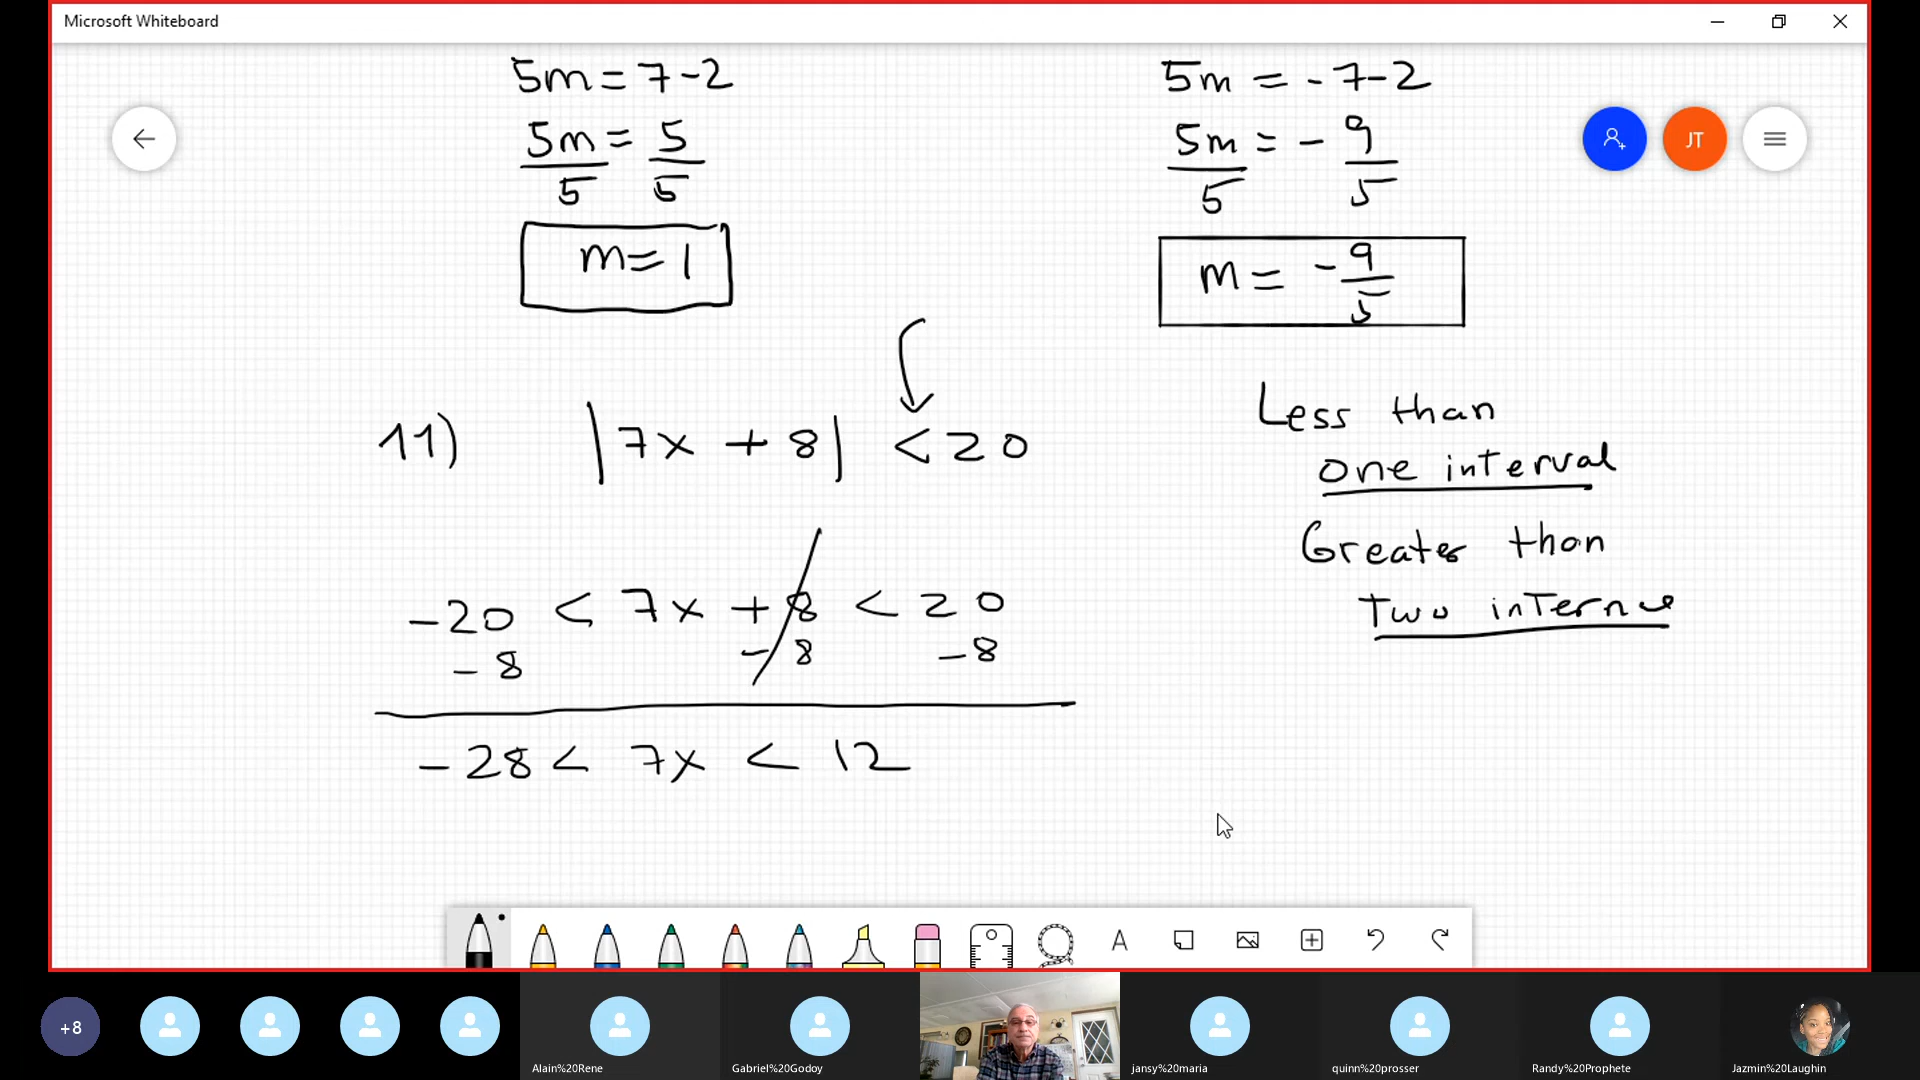 Microsoft Whiteboard
5m = 7 - 2
5m = 5
5 5
m = 1
5m = - 7 - 2
5m = - 9
5 5
m = - 9
5
JT
11) |7x + 8| < 20
Less than
one interval
Greater than
Two
-20 < 7x + 8 < 20
-8 -8 -8
-28 < 7x < 12
A
+8
Alain%20Rene
Gabriel%20Godoy
jansy%20maria
quinn%20prosser
Randy%20Prophete
Jazmin%20Laughin